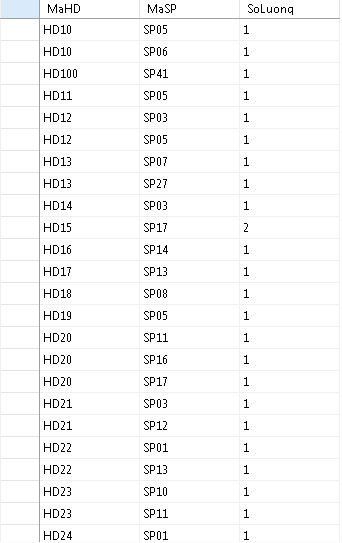 MaHD MaSP SoLuong
HD10 SP05 1
HD10 SP06 1
HD100 SP41 1
HD11 SP05 1
HD12 SP03 1
HD12 SP05 1
HD13 SP07 1
HD13 SP27 1
HD14 SP03 1
HD15 SP17 2
HD16 SP14 1
HD17 SP13 1
HD18 SP08 1
HD19 SP05 1
HD20 SP11 1
HD20 SP16 1
HD20 SP17 1
HD21 SP03 1
HD21 SP12 1
HD22 SP01 1
HD22 SP13 1
HD23 SP10 1
HD23 SP11 1
HD24 SP01 1